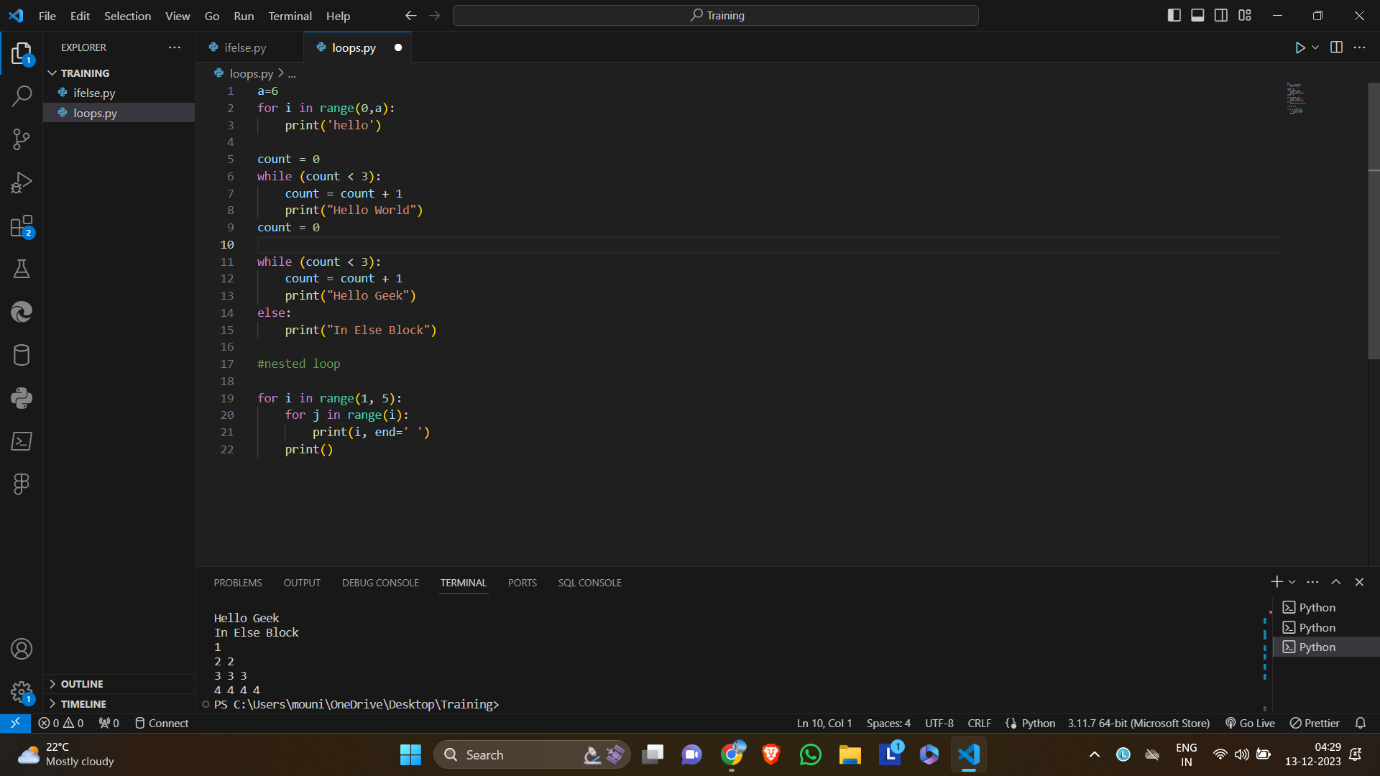 File Edit Selection View Go Run Terminal Help
Training
EXPLORER
TRAINING
ifelse.py
loops.py
OUTLINE
TIMELINE
1
2
1
ifelse.py
loops.py
loops.py > ...
1 a=6
2 for i in range(0,a):
3 print('hello')
4
5 count = 0
6 while (count < 3):
7 count = count + 1
8 print("Hello World")
9 count = 0
10
11 while (count < 3):
12 count = count + 1
13 print("Hello Geek")
14 else:
15 print("In Else Block")
16
17 #nested loop
18
19 for i in range(1, 5):
20 for j in range(i):
21 print(i, end=' ')
22 print()
PROBLEMS OUTPUT DEBUG CONSOLE TERMINAL PORTS SQL CONSOLE
Hello Geek
In Else Block
1
2 2
3 3 3
4 4 4 4
PS C:\Users\mouni\OneDrive\Desktop\Training>
Python
Python
Python
0 0 0 Connect Ln 10, Col 1 Spaces: 4 UTF-8 CRLF Python 3.11.7 64-bit (Microsoft Store) Go Live Prettier
22°C
Mostly cloudy
Search
L 1
L
ENG
IN
04:29
13-12-2023